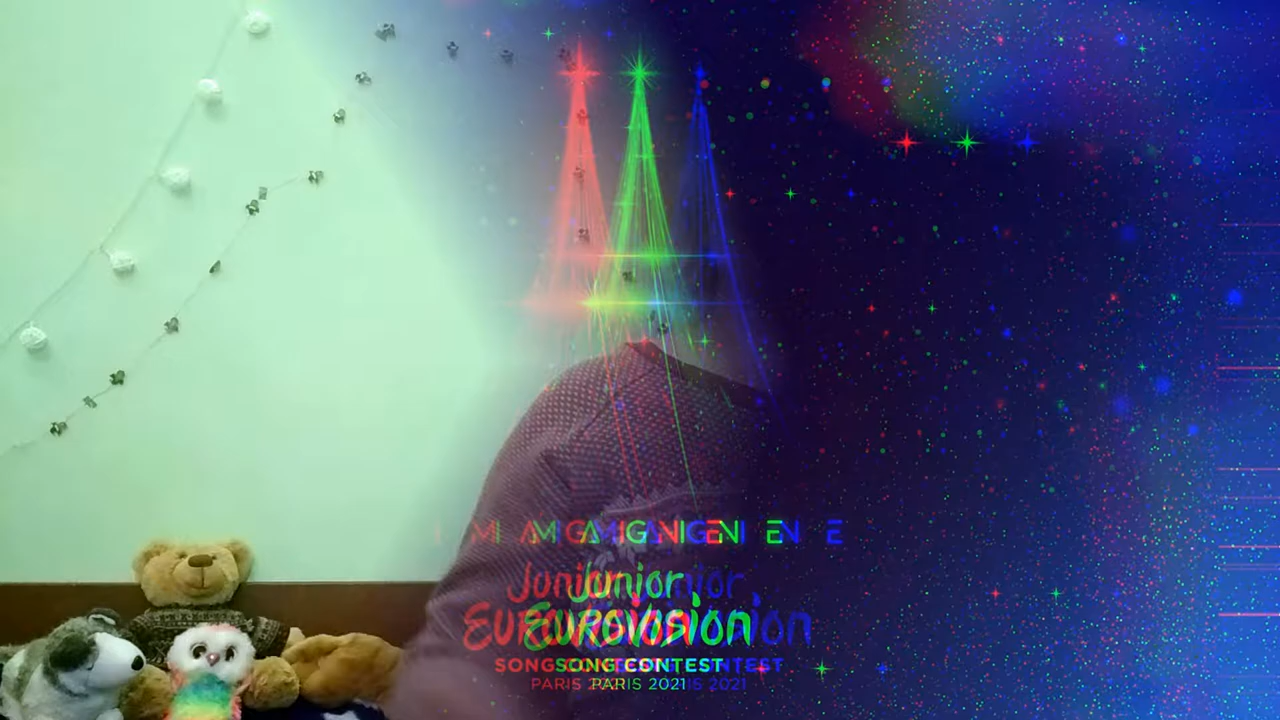 IMAGINE
Junior
Eurovision
SONG CONTEST
PARIS 2021